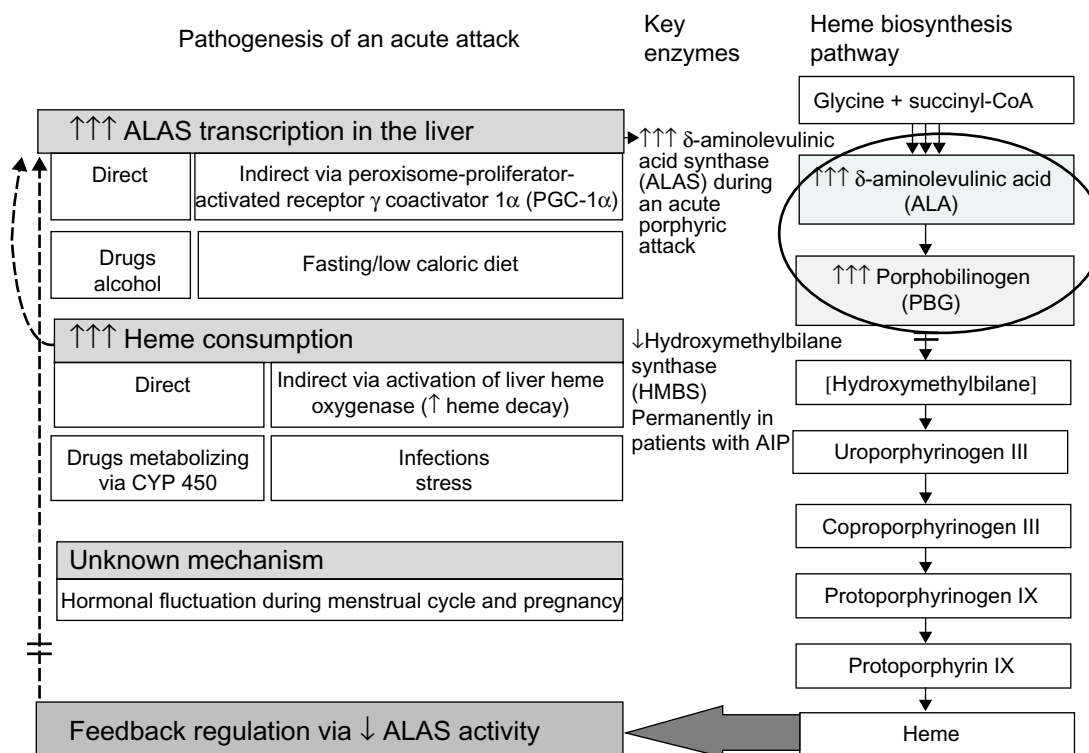 Pathogenesis of an acute attack
Key
enzymes
Heme biosynthesis
pathway
↑↑↑ ALAS transcription in the liver
Direct
Indirect via peroxisome-proliferator-
activated receptor γ coactivator 1α (PGC-1α)
Drugs
alcohol
Fasting/low caloric diet
↑↑↑ Heme consumption
Direct
Indirect via activation of liver heme
oxygenase (↑ heme decay)
Drugs metabolizing
via CYP 450
Infections
stress
Unknown mechanism
Hormonal fluctuation during menstrual cycle and pregnancy
Feedback regulation via ↓ ALAS activity
↑↑↑ δ-aminolevulinic
acid synthase
(ALAS) during
an acute
porphyric
attack
↓Hydroxymethylbilane
synthase
(HMBS)
Permanently in
patients with AIP
Glycine + succinyl-CoA
↑↑↑ δ-aminolevulinic acid
(ALA)
↑↑↑ Porphobilinogen
(PBG)
[Hydroxymethylbilane]
Uroporphyrinogen III
Coproporphyrinogen III
Protoporphyrinogen IX
Protoporphyrin IX
Heme